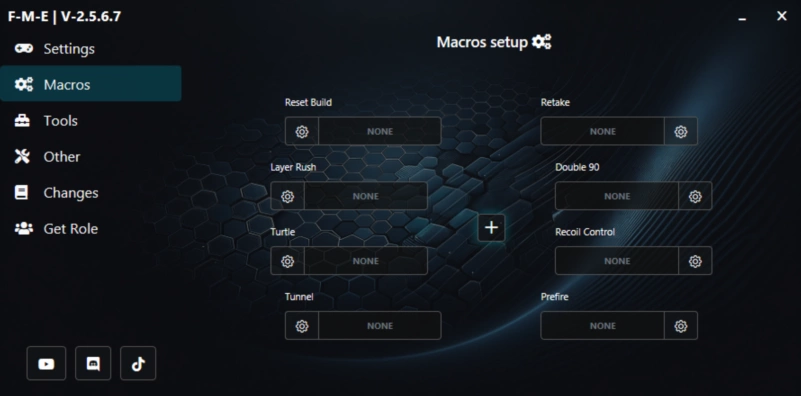 F-M-E | V-2.5.6.7
Settings
Macros
Tools
Other
Changes
Get Role
Macros setup
Reset Build
NONE
Retake
NONE
Layer Rush
NONE
Double 90
NONE
Turtle
NONE
Recoil Control
NONE
Tunnel
NONE
Prefire
NONE